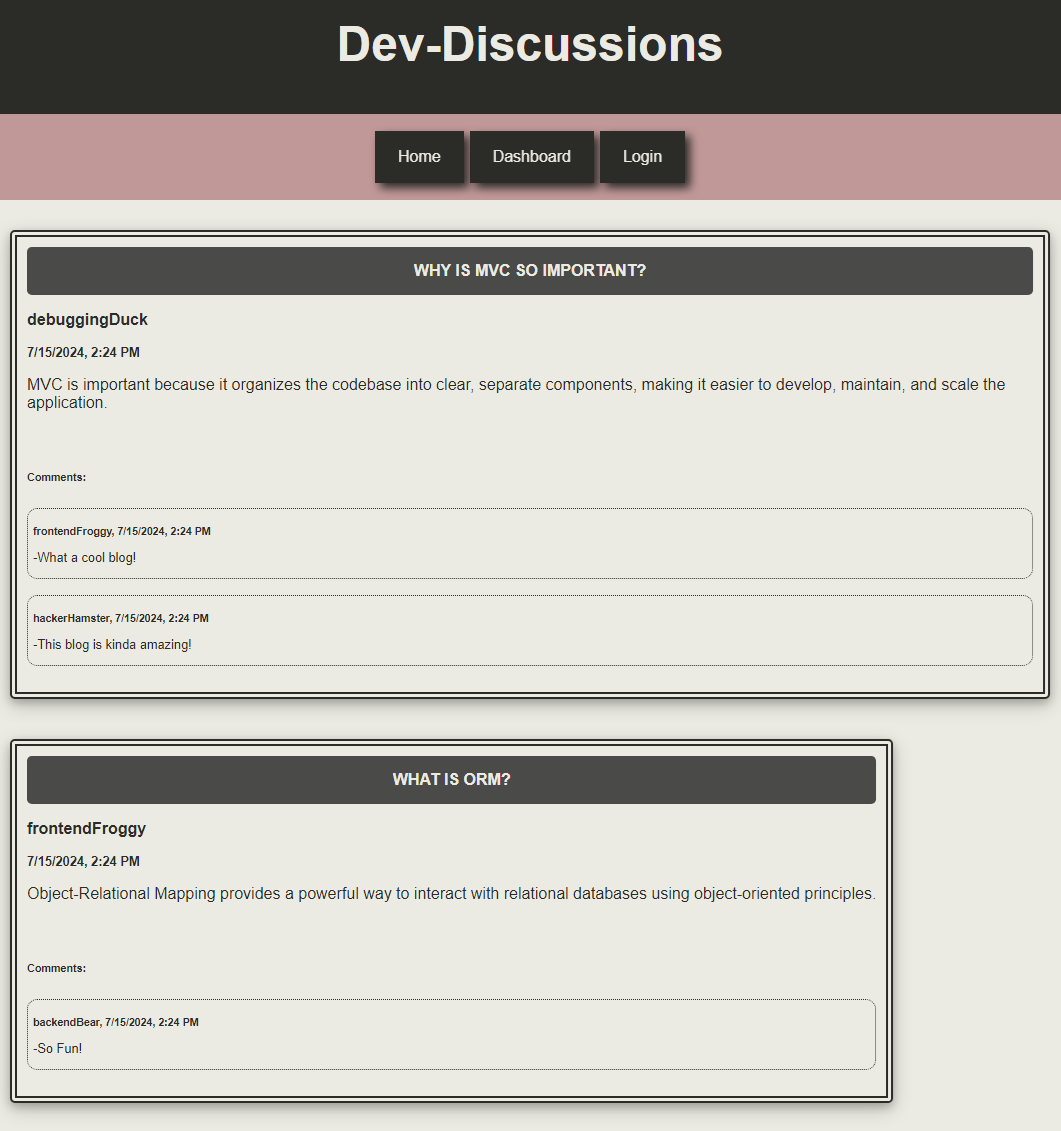 Dev-Discussions
Home Dashboard Login
WHY IS MVC SO IMPORTANT?
debuggingDuck
7/15/2024, 2:24 PM
MVC is important because it organizes the codebase into clear, separate components, making it easier to develop, maintain, and scale the
application.
Comments:
frontendFroggy, 7/15/2024, 2:24 PM
-What a cool blog!
hackerHamster, 7/15/2024, 2:24 PM
-This blog is kinda amazing!
WHAT IS ORM?
frontendFroggy
7/15/2024, 2:24 PM
Object-Relational Mapping provides a powerful way to interact with relational databases using object-oriented principles.
Comments:
backendBear, 7/15/2024, 2:24 PM
-So Fun!